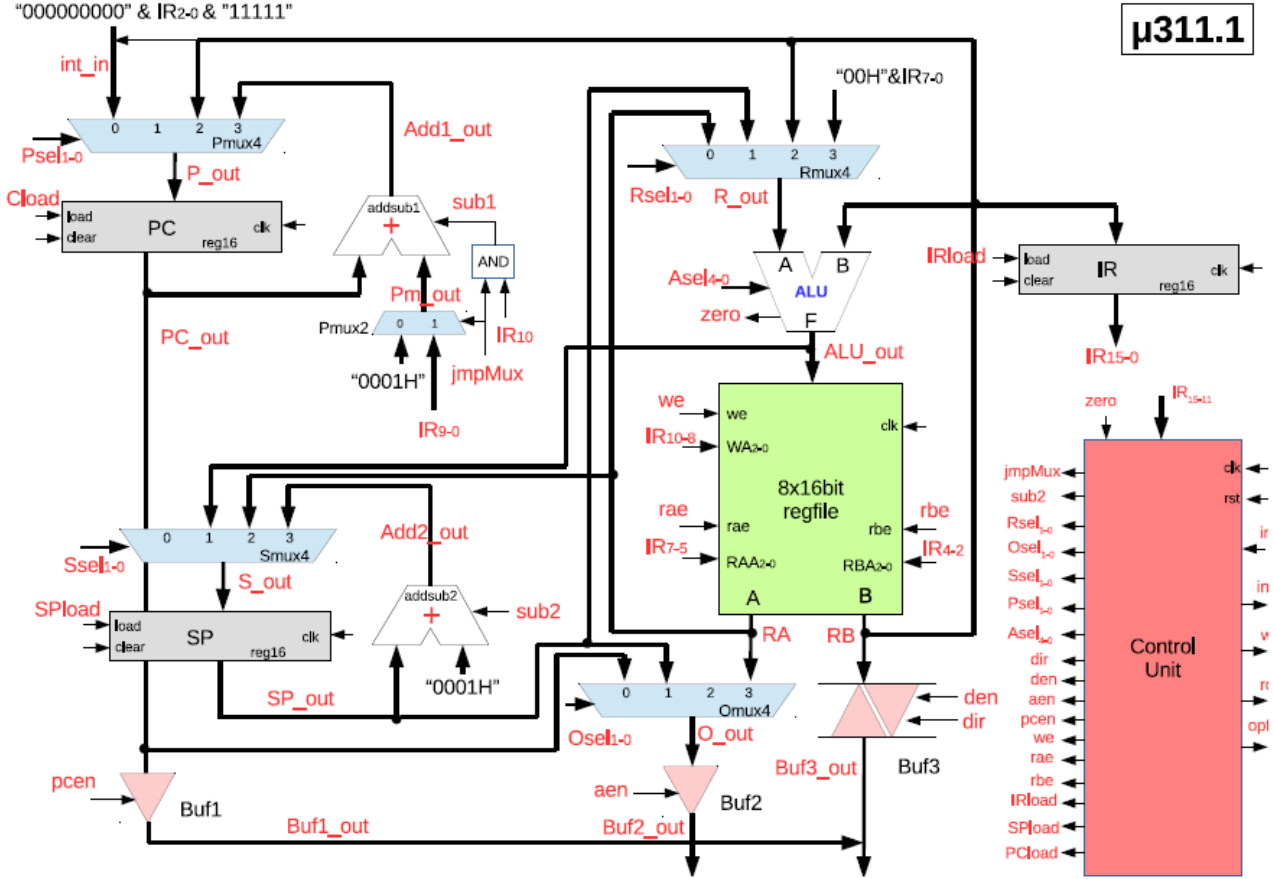 "000000000" & IR2-0 & "11111"
µ311.1
int_in
"00H"&IR7-0
0 1 2 3
Pmux4
Psel1-0
Add1_out
P_out
0 1 2 3
Rmux4
Rsel1-0
R_out
Cload
load
clear
PC
clk
reg16
addsub1
+
sub1
AND
A B
ALU
F
Asel4-0
zero
IRload
load
clear
IR
clk
reg16
PC_out
Pm_out
Pmux2
0 1
IR10
jmpMux
"0001H"
IR9-0
ALU_out
IR15-0
we
we
clk
IR10-8
WA2-0
8x16bit
regfile
rae
rae
rbe
rbe
IR7-5
RAA2-0
RBA2-0
IR4-2
A B
zero
IR15-11
clk
rst
Control
Unit
jmpMux
sub2
Rsel1-0
Osel1-0
Ssel1-0
Psel1-0
Asel4-0
dir
den
aen
pcen
we
rae
rbe
IRload
SPload
PCload
opt
0 1 2 3
Smux4
Ssel1-0
Add2_out
S_out
SPload
load
clear
SP
clk
reg16
addsub2
+
sub2
"0001H"
SP_out
RA
RB
0 1 2 3
Omux4
Osel1-0
O_out
den
dir
Buf3_out
Buf3
pcen
Buf1
aen
Buf2
Buf1_out
Buf2_out